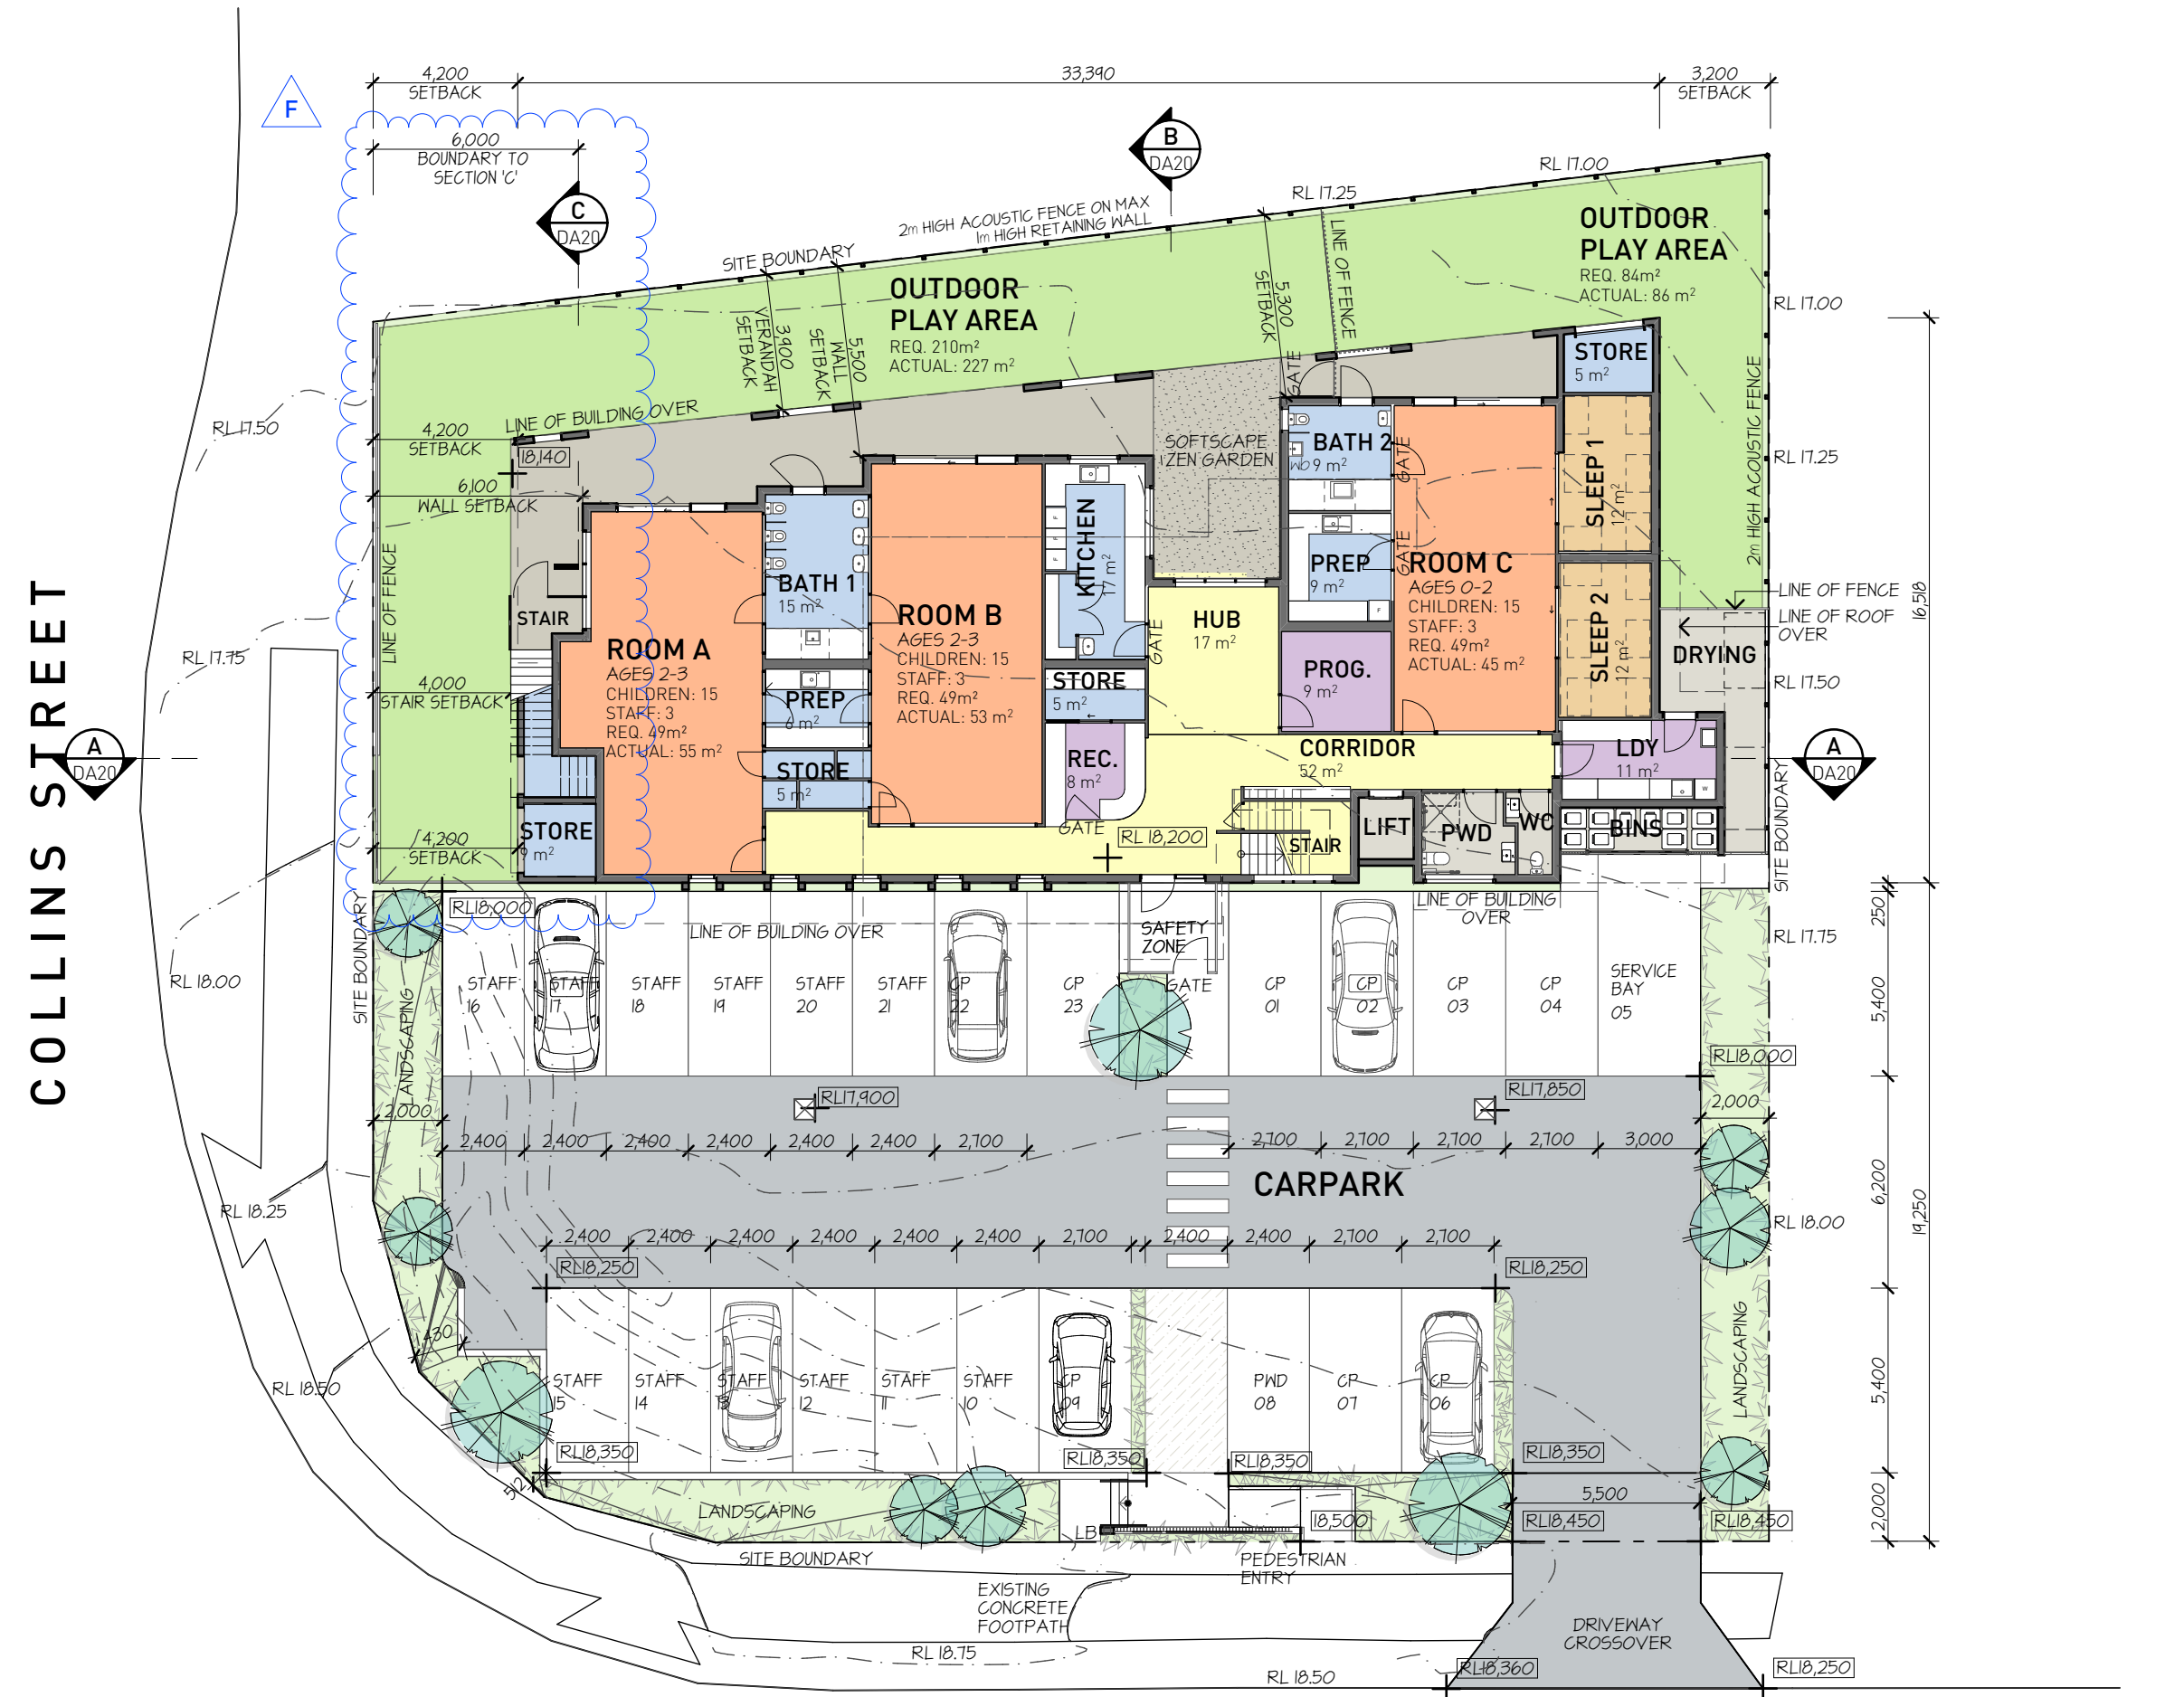 4,200
SETBACK
33,390
3,200
SETBACK
F
6,000
BOUNDARY TO
SECTION 'C'
B
DA20
C
DA20
RL 17.00
RL 17.25
2m HIGH ACOUSTIC FENCE ON MAX
1m HIGH RETAINING WALL
SITE BOUNDARY
LINE OF FENCE
OUTDOOR
PLAY AREA
REQ. 84m²
ACTUAL: 86 m²
OUTDOOR
PLAY AREA
REQ. 210m²
ACTUAL: 227 m²
5,300
SETBACK
3,900
VERANDAH
SETBACK
5,500
WALL
SETBACK
RL 17.00
GATE
STORE
5 m²
2m HIGH ACOUSTIC FENCE
RL 17.50
LINE OF BUILDING OVER
4,200
SETBACK
18,140
6,100
WALL SETBACK
SOFTSCAPE
ZEN GARDEN
BATH 2
WD 9 m²
GATE
SLEEP 1
12 m²
RL 17.25
LINE OF FENCE
KITCHEN
17 m²
F
F
F
BATH 1
15 m²
PREP
9 m²
F
GATE
ROOM C
AGES 0-2
CHILDREN: 15
STAFF: 3
REQ. 49m²
ACTUAL: 45 m²
STAIR
ROOM B
AGES 2-3
CHILDREN: 15
STAFF: 3
REQ. 49m²
ACTUAL: 53 m²
HUB
17 m²
GATE
SLEEP 2
12 m²
LINE OF FENCE
LINE OF ROOF
OVER
DRYING
16,518
COLLINS STREET
RL 17.75
ROOM A
AGES 2-3
CHILDREN: 15
STAFF: 3
REQ. 49m²
ACTUAL: 55 m²
4,000
STAIR SETBACK
PREP
6 m²
STORE
5 m²
PROG.
9 m²
RL 17.50
A
DA20
STORE
5 m²
REC.
8 m²
CORRIDOR
52 m²
LDY
11 m²
W
A
DA20
SITE BOUNDARY
4,200
SETBACK
STORE
9 m²
GATE
RL 18,200
STAIR
LIFT
PWD
WC
BINS
RL18,000
LINE OF BUILDING OVER
SAFETY
ZONE
GATE
LINE OF BUILDING
OVER
250
RL 17.75
SITE BOUNDARY
RL 18.00
LANDSCAPING
STAFF
16
STAFF
17
STAFF
18
STAFF
19
STAFF
20
STAFF
21
CP
22
CP
23
CP
01
CP
02
CP
03
CP
04
SERVICE
BAY
05
5,400
RL18,000
2,000
RL17,900
RL17,850
2,000
2,400
2,400
2,400
2,400
2,400
2,400
2,700
2,700
2,700
2,700
2,700
3,000
CARPARK
6,200
19,250
RL 18.25
RL 18.00
2,400
2,400
2,400
2,400
2,400
2,400
2,700
2,400
2,400
2,700
2,700
RL18,250
RL18,250
430
RL 18.50
STAFF
15
STAFF
14
STAFF
13
STAFF
12
STAFF
11
STAFF
10
CP
09
PWD
08
CP
07
CP
06
LANDSCAPING
5,400
RL18,350
RL18,350
RL18,350
RL18,350
512
LANDSCAPING
LB
18,500
5,500
RL18,450
RL18,450
2,000
SITE BOUNDARY
PEDESTRIAN
ENTRY
EXISTING
CONCRETE
FOOTPATH
DRIVEWAY
CROSSOVER
RL 18.75
RL 18.50
RL18,360
RL18,250